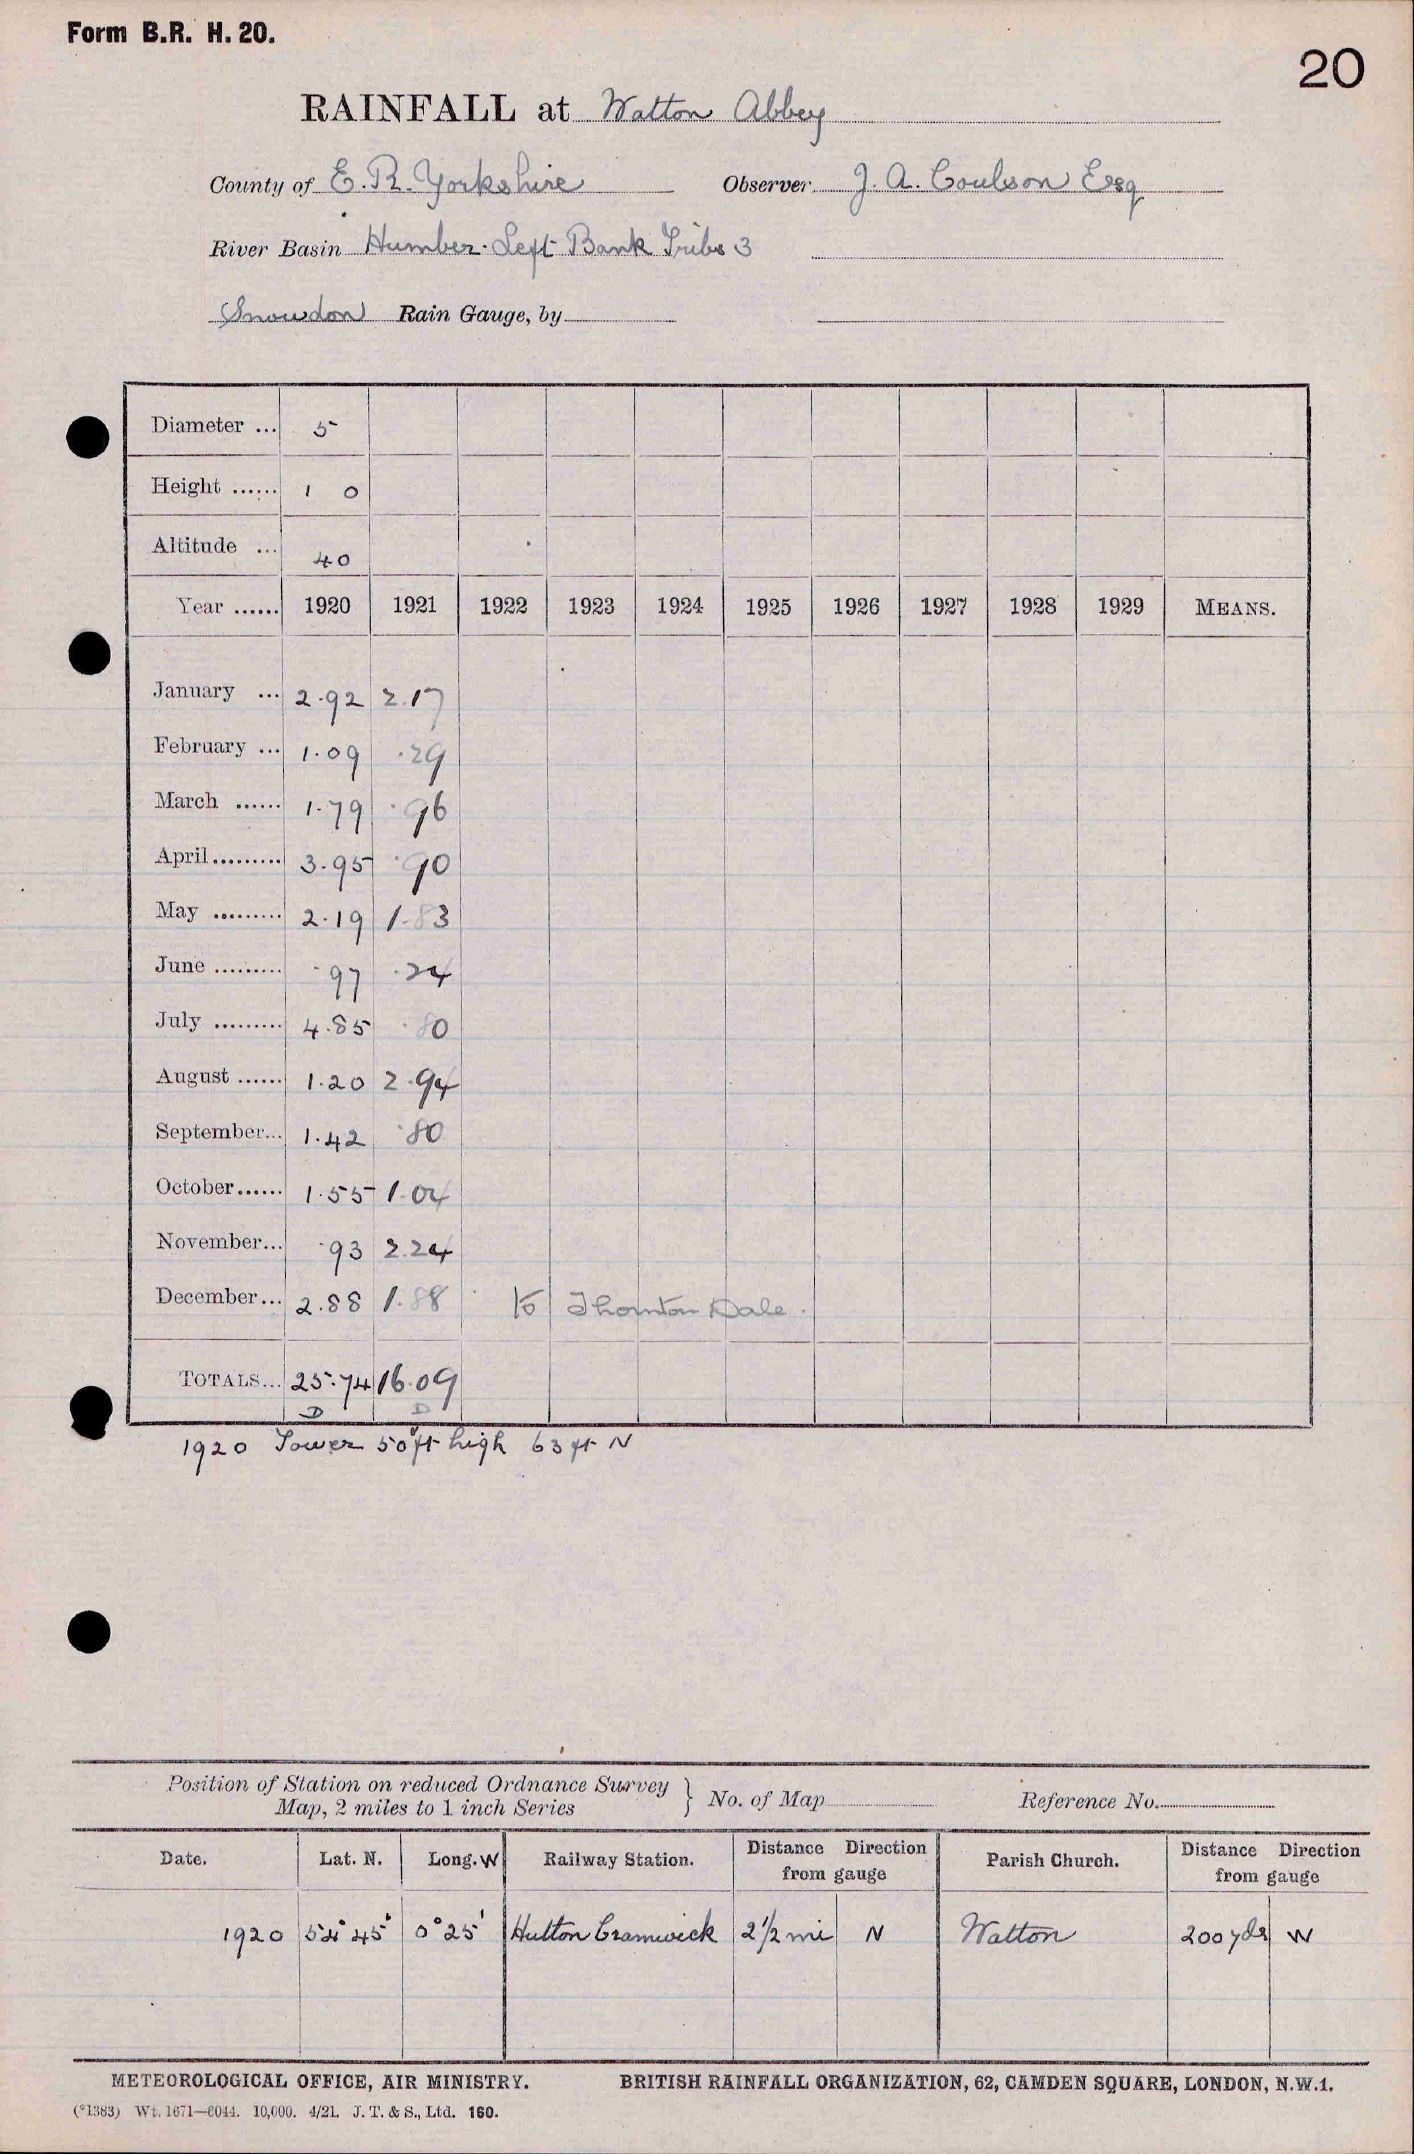 Form B.R. H. 20.
20
RAINFALL at Watton Abbey
County of E. R. Yorkshire Observer J. A. Coulson Esq
River Basin Humber. Left Bank Tribs 3
Snowdon Rain Gauge, by
Diameter ... 5
Height ...... 1 0
Altitude ... 40
Year ...... 1920 1921 1922 1923 1924 1925 1926 1927 1928 1929 MEANS.
January ... 2.92 2.17
February ... 1.09 .29
March ...... 1.79 .96
April......... 3.95 .90
May ......... 2.19 1.83
June ......... .97 .24
July ......... 4.85 .80
August ...... 1.20 2.94
September... 1.42 .80
October...... 1.55 1.04
November... .93 2.24
December... 2.88 1.88 To Thornton Dale.
TOTALS... 25.74 16.09
D D
1920 Tower 50 ft high 63 ft N
Position of Station on reduced Ordnance Survey
Map, 2 miles to 1 inch Series } No. of Map Reference No.
Date. Lat. N. Long. W Railway Station. Distance Direction from gauge Parish Church. Distance Direction from gauge
1920 54° 45' 0° 25' Hutton Cranswick 2 1/2 mi N Watton 200 yds W
METEOROLOGICAL OFFICE, AIR MINISTRY. BRITISH RAINFALL ORGANIZATION, 62, CAMDEN SQUARE, LONDON, N.W.1.
(*1383) Wt. 1671—6044. 10,000. 4/21. J. T. & S., Ltd. 160.